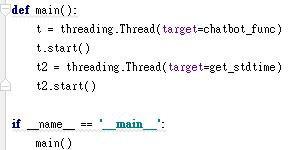 def main():
    t = threading.Thread(target=chatbot_func)
    t.start()
    t2 = threading.Thread(target=get_stdtime)
    t2.start()
if __name__ == '__main__':
    main()